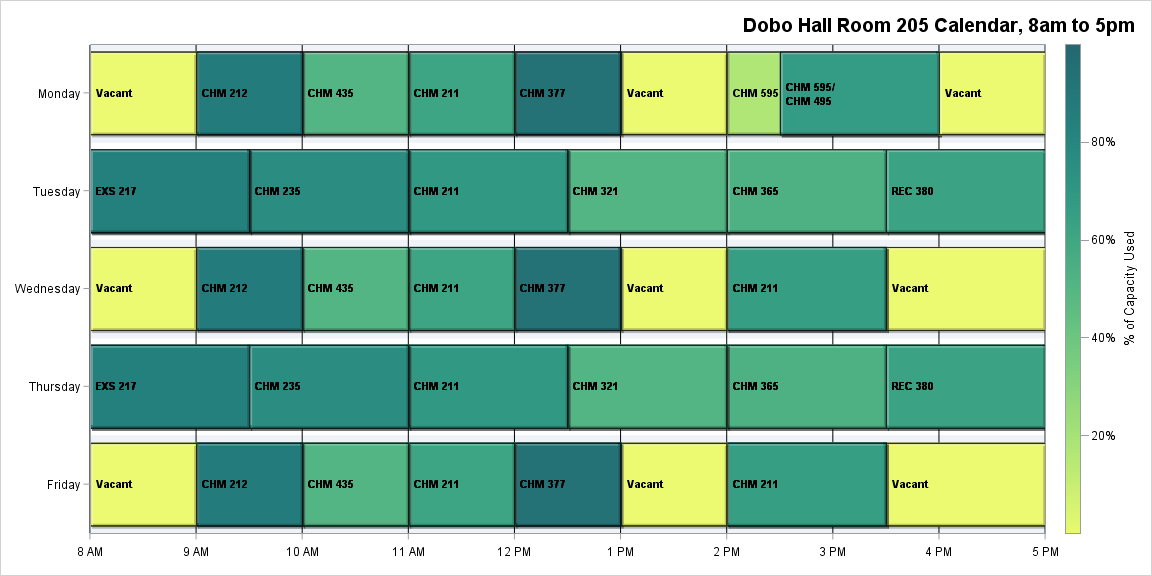 Dobo Hall Room 205 Calendar, 8am to 5pm
Monday
Vacant
CHM 212
CHM 435
CHM 211
CHM 377
Vacant
CHM 595
CHM 595/
CHM 495
Vacant
Tuesday
EXS 217
CHM 235
CHM 211
CHM 321
CHM 365
REC 380
Wednesday
Vacant
CHM 212
CHM 435
CHM 211
CHM 377
Vacant
CHM 211
Vacant
Thursday
EXS 217
CHM 235
CHM 211
CHM 321
CHM 365
REC 380
Friday
Vacant
CHM 212
CHM 435
CHM 211
CHM 377
Vacant
CHM 211
Vacant
8 AM
9 AM
10 AM
11 AM
12 PM
1 PM
2 PM
3 PM
4 PM
5 PM
80%
60%
40%
20%
% of Capacity Used